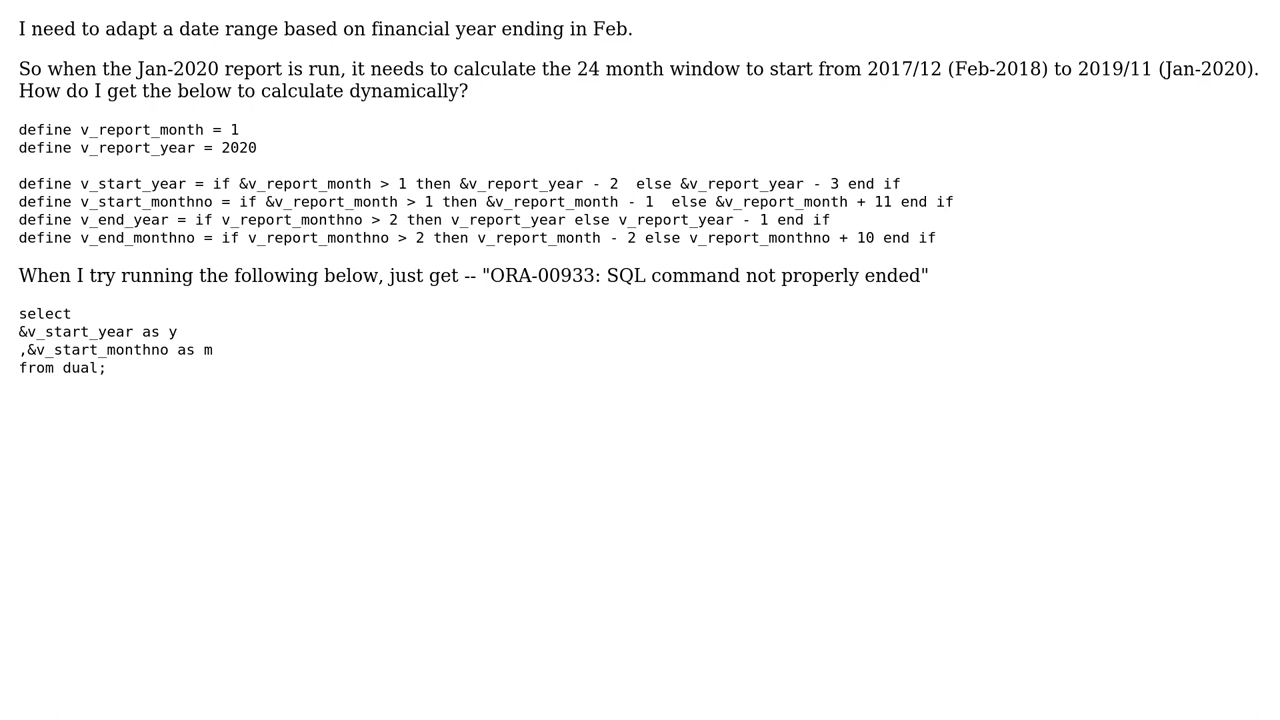 I need to adapt a date range based on financial year ending in Feb.
So when the Jan-2020 report is run, it needs to calculate the 24 month window to start from 2017/12 (Feb-2018) to 2019/11 (Jan-2020).
How do I get the below to calculate dynamically?
define v_report_month = 1
define v_report_year = 2020
define v_start_year = if &v_report_month > 1 then &v_report_year - 2  else &v_report_year - 3 end if
define v_start_monthno = if &v_report_month > 1 then &v_report_month - 1  else &v_report_month + 11 end if
define v_end_year = if v_report_monthno > 2 then v_report_year else v_report_year - 1 end if
define v_end_monthno = if v_report_monthno > 2 then v_report_month - 2 else v_report_monthno + 10 end if
When I try running the following below, just get -- "ORA-00933: SQL command not properly ended"
select
&v_start_year as y
,&v_start_monthno as m
from dual;